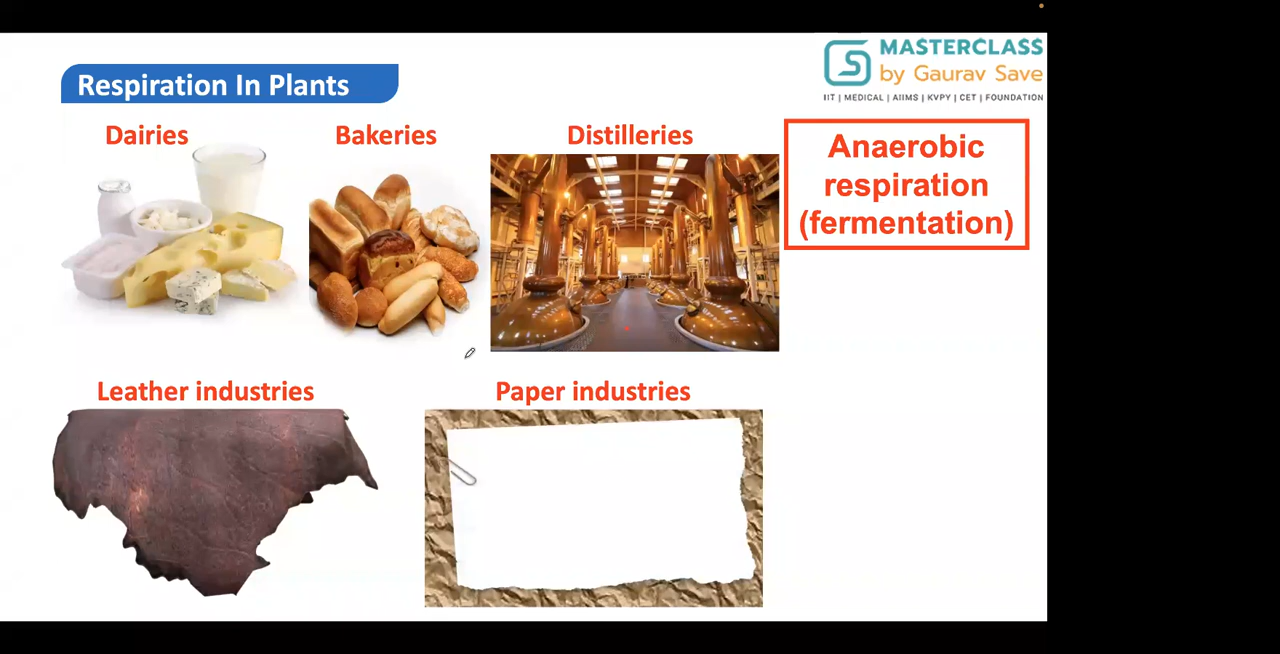 Respiration In Plants
MASTERCLASS
by Gaurav Save
IIT | MEDICAL | AIIMS | KVPY | CET | FOUNDATION
Dairies
Bakeries
Distilleries
Anaerobic
respiration
(fermentation)
Leather industries
Paper industries